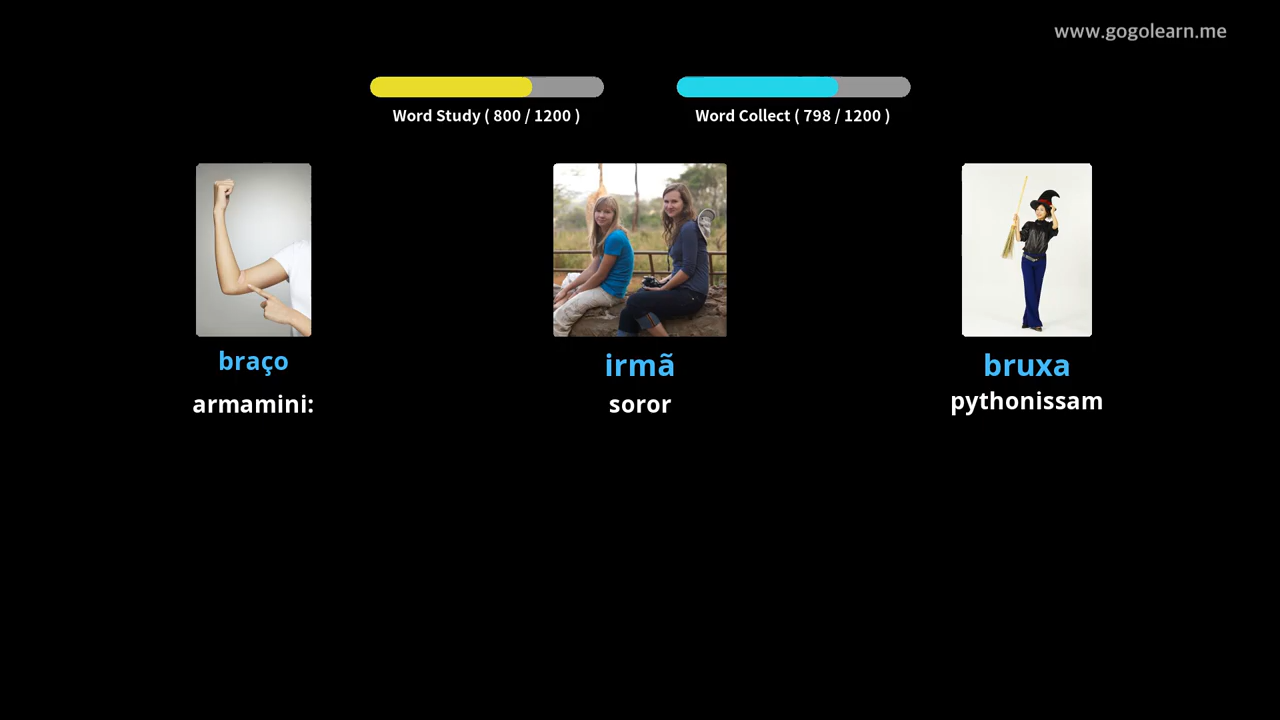 www.gogolearn.me
Word Study ( 800 / 1200 )
Word Collect ( 798 / 1200 )
braço
irmã
bruxa
armamini:
soror
pythonissam